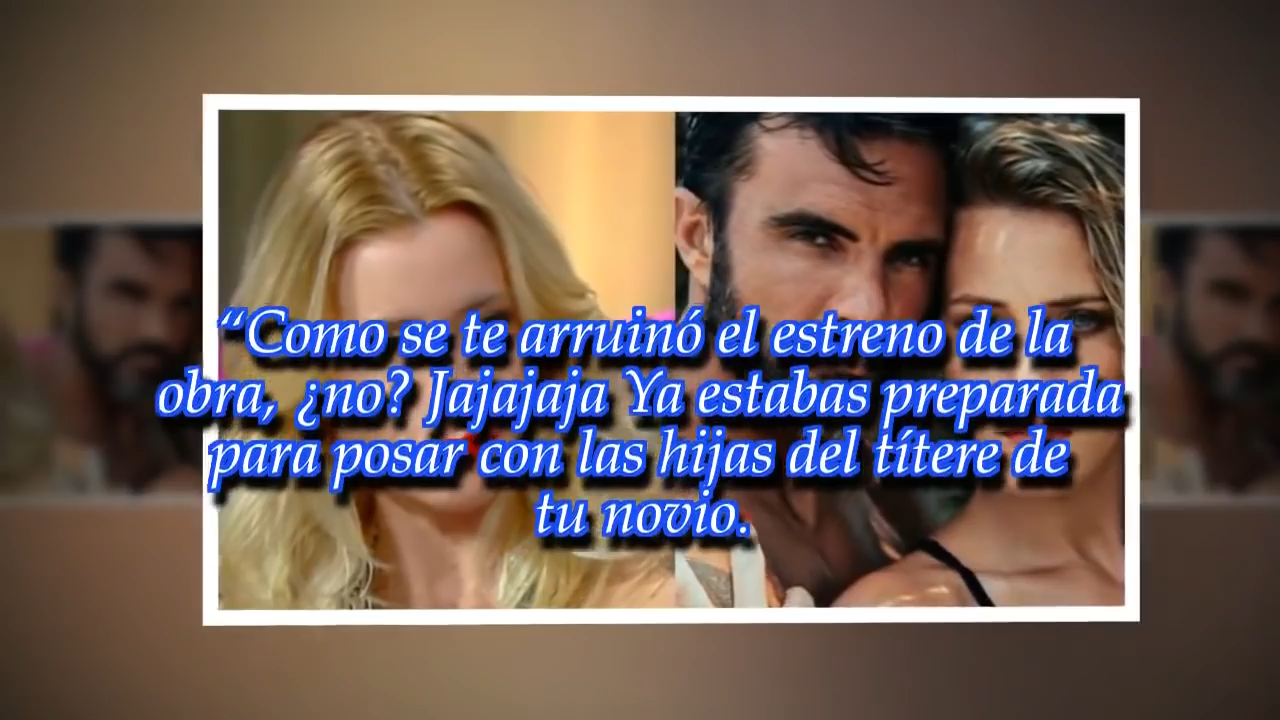 “Como se te arruinó el estreno de la
obra, ¿no? Jajajaja Ya estabas preparada
para posar con las hijas del títere de
tu novio.